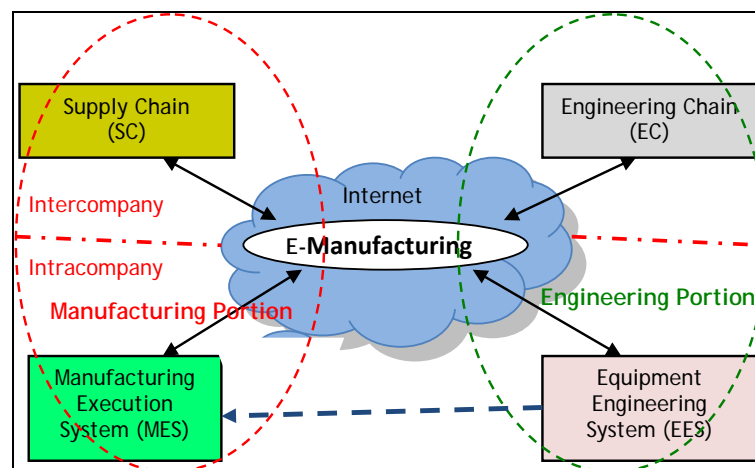 Supply Chain
(SC)
Engineering Chain
(EC)
Internet
Intercompany
E-Manufacturing
Intracompany
Manufacturing Portion
Engineering Portion
Manufacturing
Execution
System (MES)
Equipment
Engineering
System (EES)